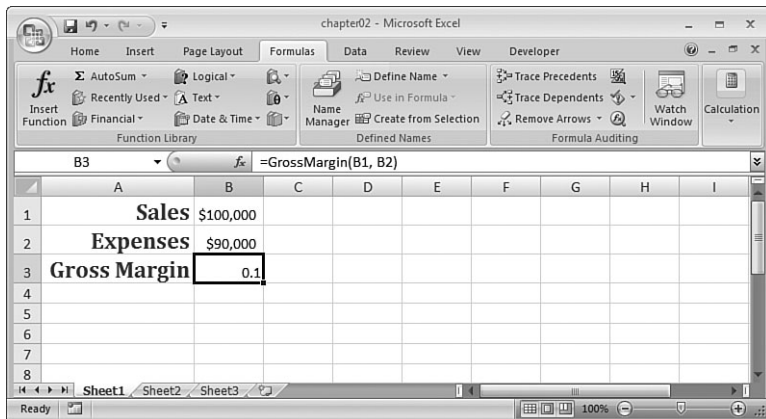 chapter02 - Microsoft Excel
Home Insert Page Layout Formulas Data Review View Developer
fx Insert Function
Σ AutoSum
Recently Used
Financial
Logical
Text
Date & Time
Function Library
Name Manager
Define Name
Use in Formula
Create from Selection
Defined Names
Trace Precedents
Trace Dependents
Remove Arrows
Formula Auditing
Watch Window
Calculation
B3 fx =GrossMargin(B1, B2)
A B C D E F G H I
1 Sales $100,000
2 Expenses $90,000
3 Gross Margin 0.1
4
5
6
7
8
Sheet1 Sheet2 Sheet3
Ready 100%